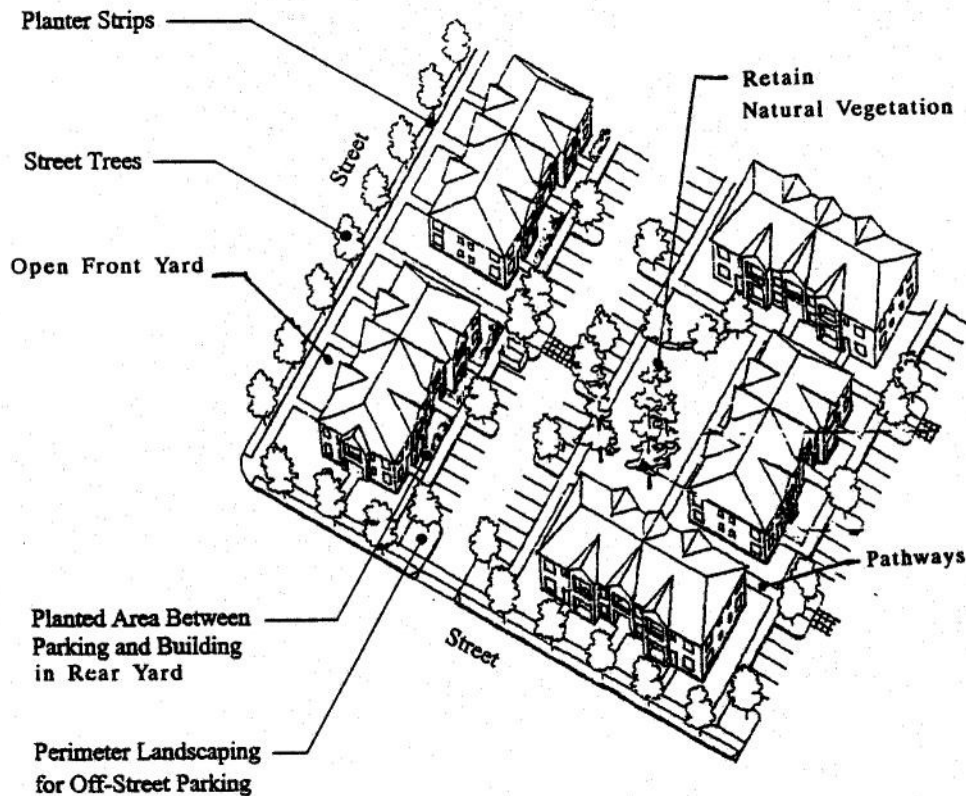 Planter Strips
Retain
Natural Vegetation
Street
Street Trees
Open Front Yard
Pathways
Planted Area Between
Parking and Building
in Rear Yard
Street
Perimeter Landscaping
for Off-Street Parking